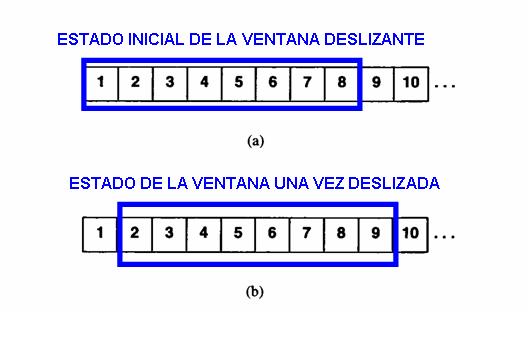 ESTADO INICIAL DE LA VENTANA DESLIZANTE
1 2 3 4 5 6 7 8 9 10 ...
(a)
ESTADO DE LA VENTANA UNA VEZ DESLIZADA
1 2 3 4 5 6 7 8 9 10 ...
(b)